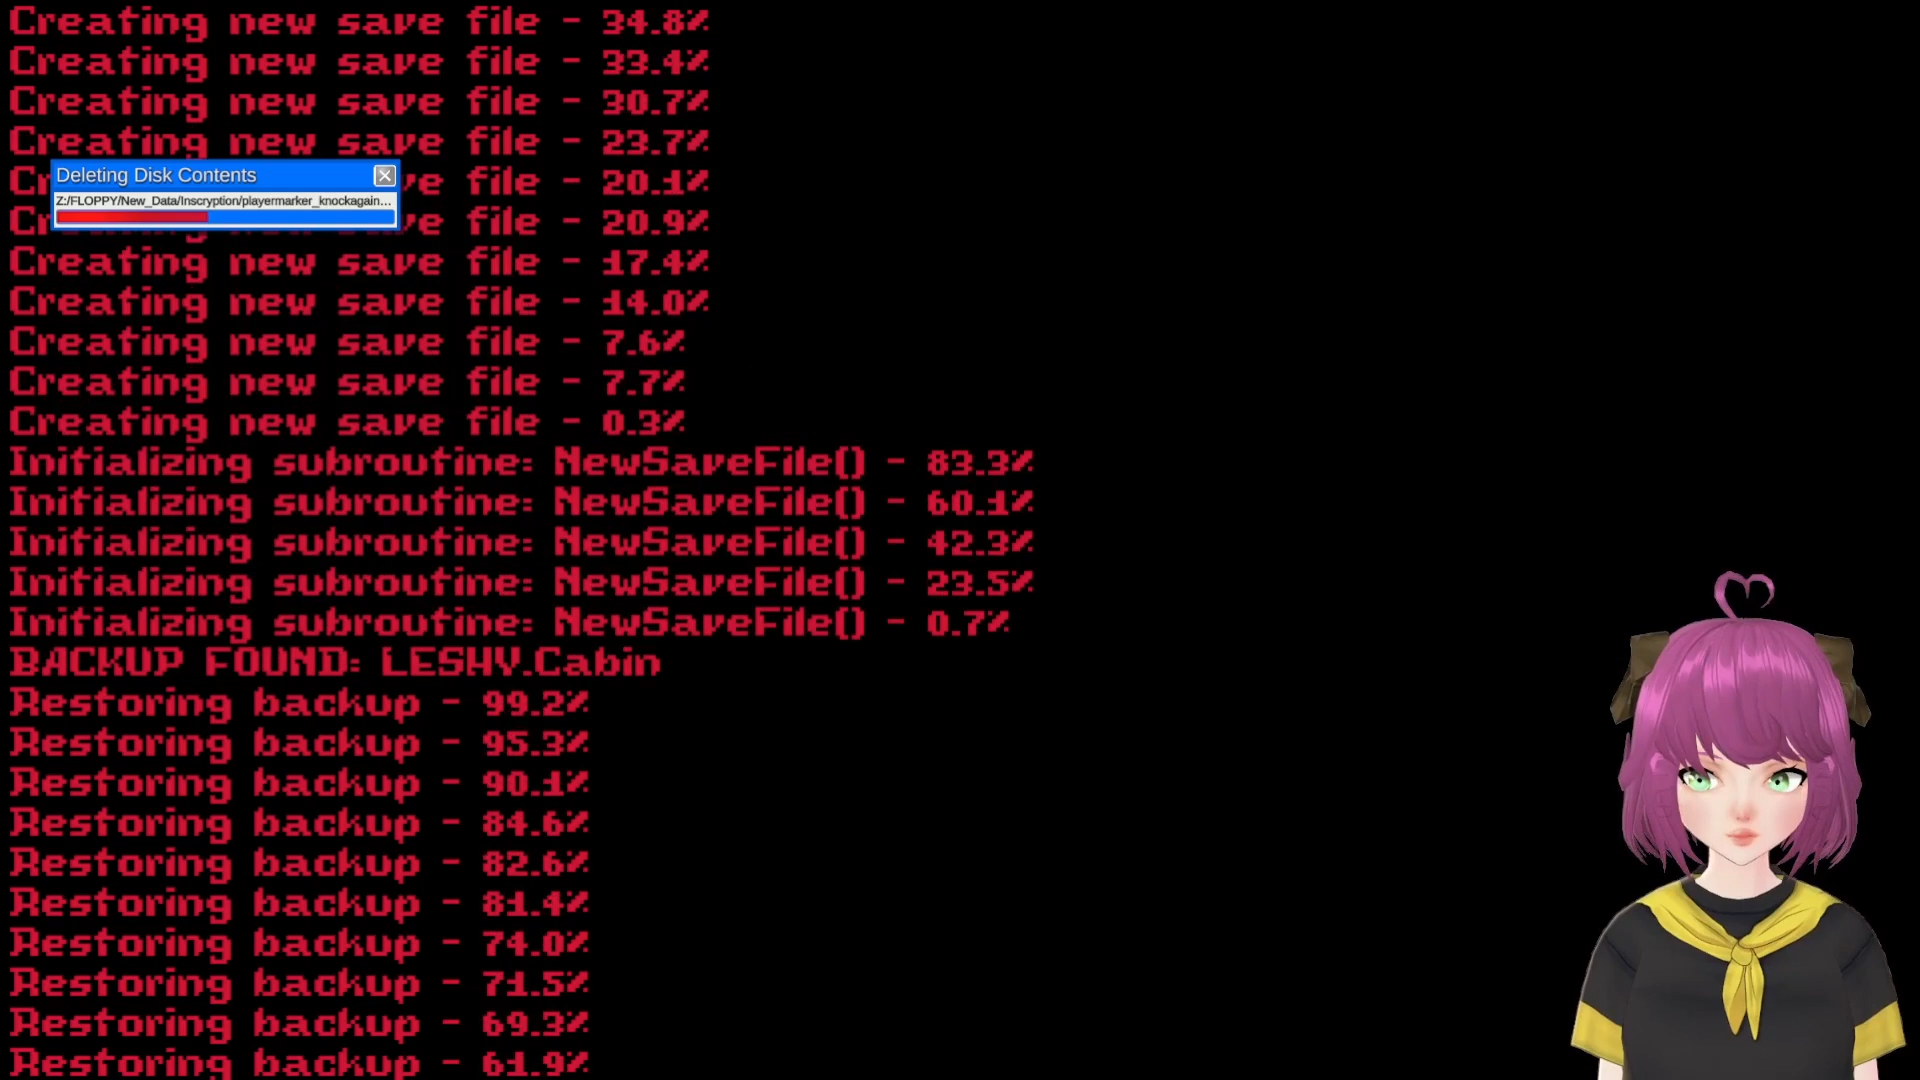 Creating new save file - 34.8%
Creating new save file - 33.4%
Creating new save file - 30.7%
Creating new save file - 23.7%
Deleting Disk Contents
Z:/FLOPPY/New_Data/Inscryption/playermarker_knockagain...
Cr ve file - 20.1%
Cr ve file - 20.9%
Creating new save file - 17.4%
Creating new save file - 14.0%
Creating new save file - 7.6%
Creating new save file - 7.7%
Creating new save file - 0.3%
Initializing subroutine: NewSaveFile() - 83.3%
Initializing subroutine: NewSaveFile() - 60.1%
Initializing subroutine: NewSaveFile() - 42.3%
Initializing subroutine: NewSaveFile() - 23.5%
Initializing subroutine: NewSaveFile() - 0.7%
BACKUP FOUND: LESHY.Cabin
Restoring backup - 99.2%
Restoring backup - 95.3%
Restoring backup - 90.1%
Restoring backup - 84.6%
Restoring backup - 82.6%
Restoring backup - 81.4%
Restoring backup - 74.0%
Restoring backup - 71.5%
Restoring backup - 69.3%
Restoring backup - 61.9%